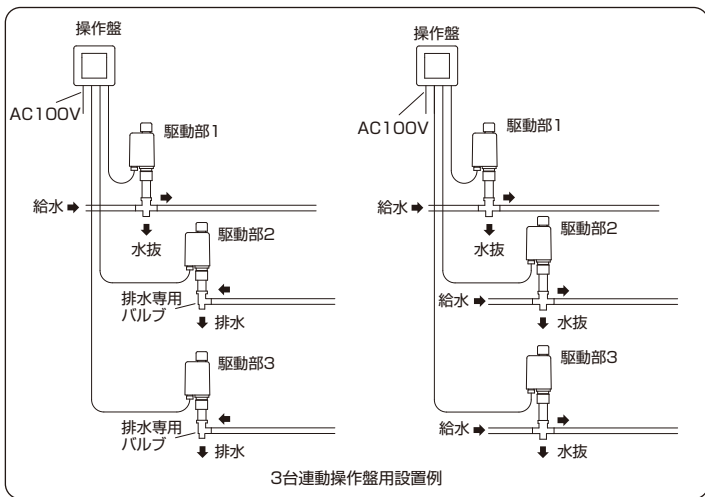 操作盤
AC100V
駆動部1
給水
水抜
駆動部2
排水専用
バルブ
排水
駆動部3
排水専用
バルブ
排水
操作盤
AC100V
駆動部1
給水
水抜
駆動部2
給水
水抜
駆動部3
給水
水抜
3台連動操作盤用設置例